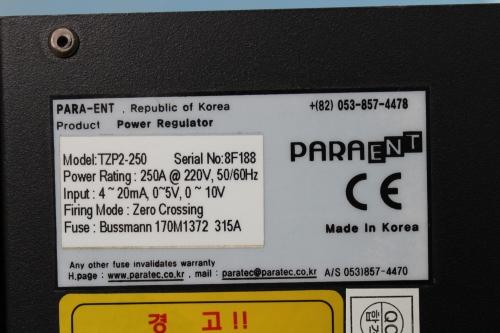 PARA-ENT , Republic of Korea +(82) 053-857-4478
Product Power Regulator
Model:TZP2-250 Serial No:8F188
Power Rating : 250A @ 220V, 50/60Hz
Input : 4 ~ 20mA, 0~5V, 0 ~ 10V
Firing Mode : Zero Crossing
Fuse : Bussmann 170M1372 315A
PARAENT
CE
Made In Korea
Any other fuse invalidates warranty
H.page : www.paratec.co.kr , mail : paratec@paratec.co.kr A/S 053)857-4470
경 고!!
QC